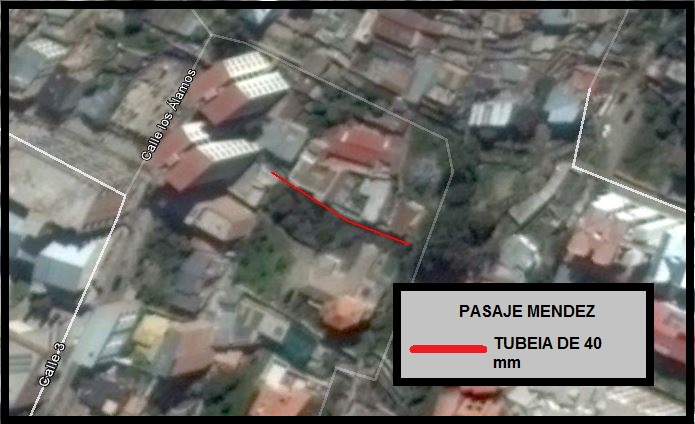 Calle los Álamos
Calle 3
PASAJE MENDEZ
TUBEIA DE 40
mm